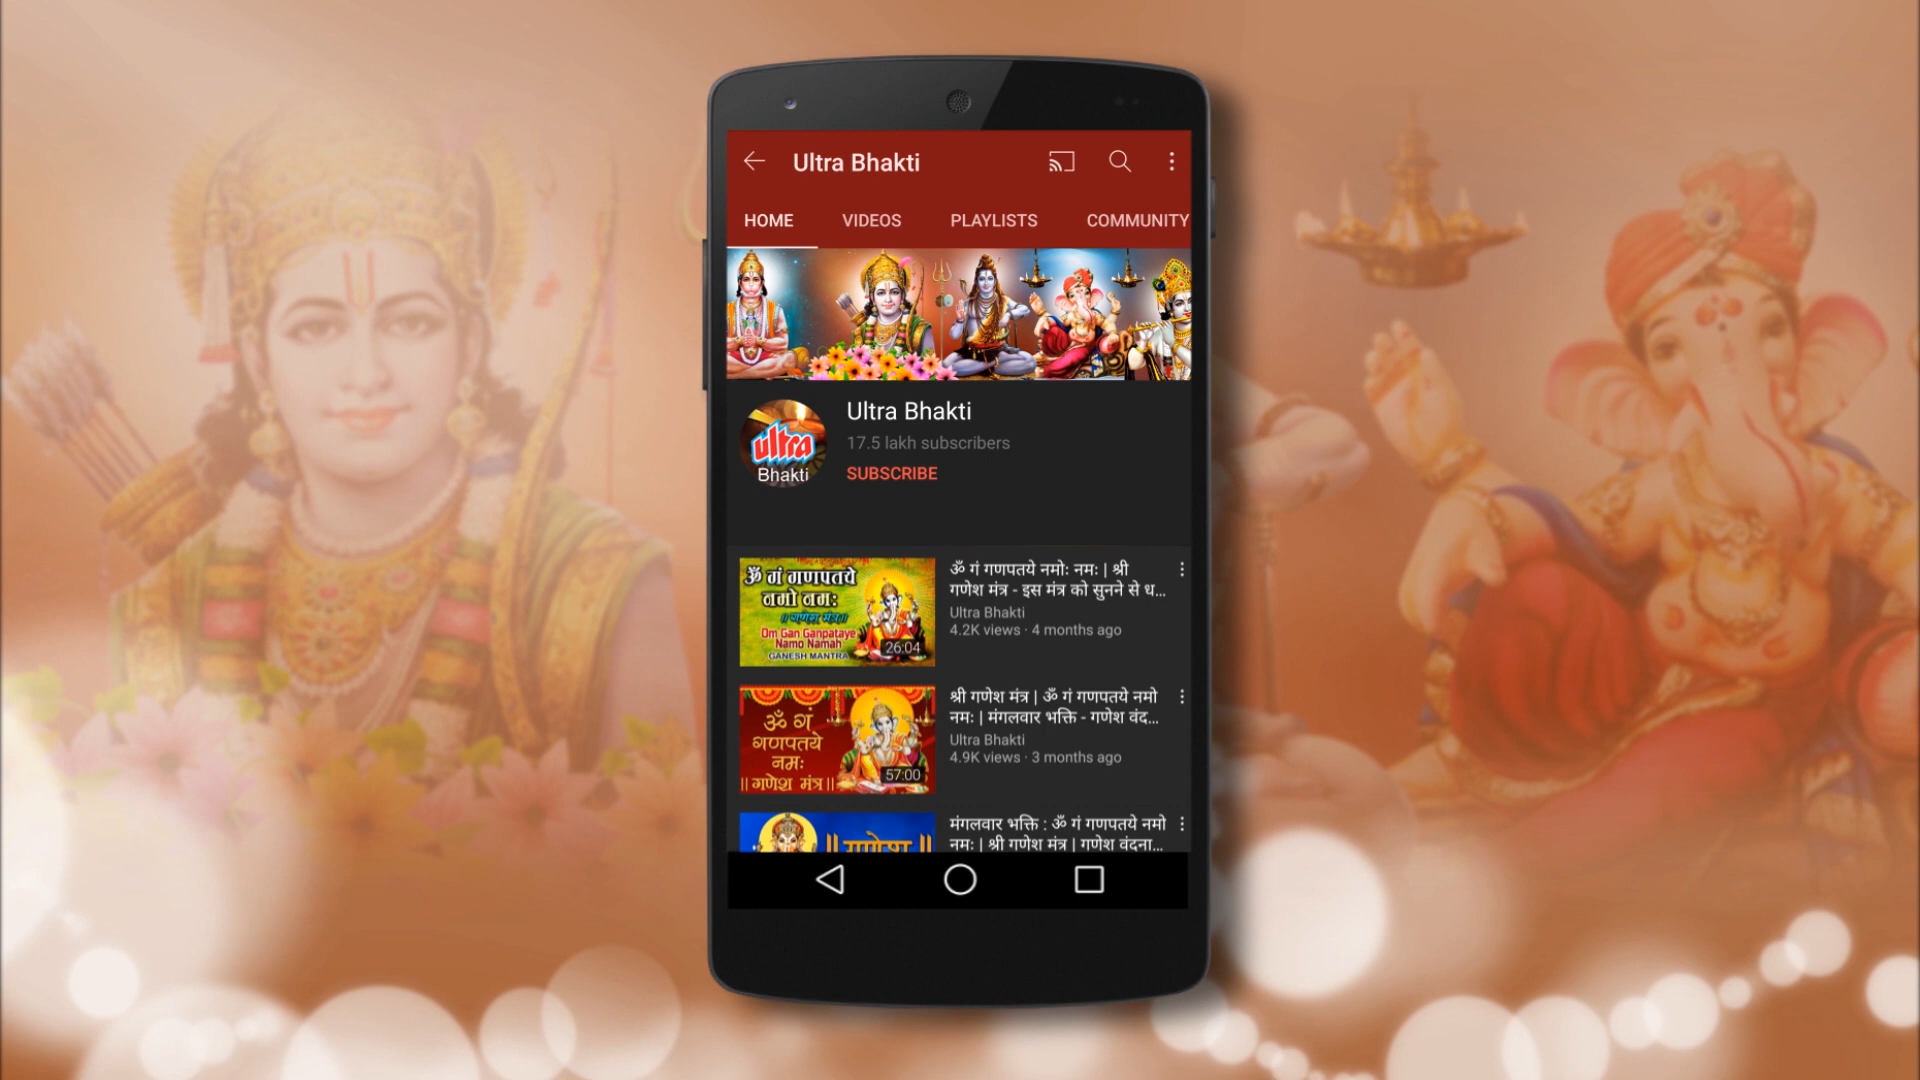 Ultra Bhakti
HOME VIDEOS PLAYLISTS COMMUNITY
Ultra Bhakti
17.5 lakh subscribers
SUBSCRIBE
ultra
Bhakti
ॐ गं गणपतये
नमो नमः
|| गणेश मंत्र ||
Om Gan Ganpataye
Namo Namah
GANESH MANTRA
26:04
ॐ गं गणपतये नमोः नमः | श्री
गणेश मंत्र - इस मंत्र को सुनने से ध...
Ultra Bhakti
4.2K views · 4 months ago
ॐ गं
गणपतये
नमः
|| गणेश मंत्र ||
57:00
श्री गणेश मंत्र | ॐ गं गणपतये नमो
नमः | मंगलवार भक्ति - गणेश वंद...
Ultra Bhakti
4.9K views · 3 months ago
|| गणेश ||
मंगलवार भक्ति : ॐ गं गणपतये नमो
नमः | श्री गणेश मंत्र | गणेश वंदना...